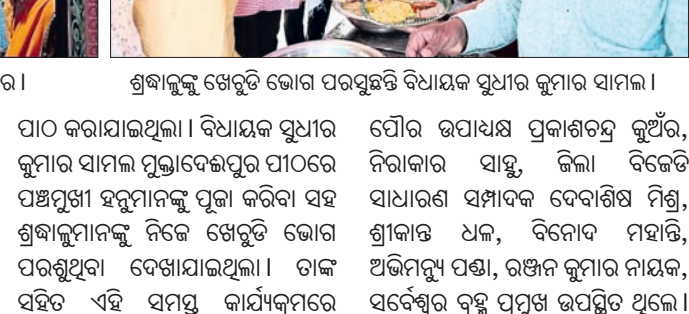 ର ।
ଶ୍ରଦ୍ଧାଳୁଙ୍କୁ ଖେଚୁଡି ଭୋଗ ପରସୁଛନ୍ତି ବିଧାୟକ ସୁଧୀର କୁମାର ସାମଲ ।
ପାଠ କରାଯାଇଥିଲା । ବିଧାୟକ ସୁଧୀର
କୁମାର ସାମଲ ମୁକ୍ତାଦେଈପୁର ପୀଠରେ
ପଞ୍ଚମୁଖୀ ହନୁମାନଙ୍କୁ ପୂଜା କରିବା ସହ
ଶ୍ରଦ୍ଧାଳୁମାନଙ୍କୁ ନିଜେ ଖେଚୁଡି ଭୋଗ
ପରଶୁଥିବା ଦେଖାଯାଇଥିଲା । ତାଙ୍କ
ସହିତ ଏହି ସମସ୍ତ କାର୍ଯ୍ୟକ୍ରମରେ
ପୌର ଉପାଧ୍ୟକ୍ଷ ପ୍ରକାଶଚନ୍ଦ୍ର କୁଅଁର,
ନିରାକାର ସାହୁ, ଜିଲା ବିଜେଡି
ସାଧାରଣ ସମ୍ପାଦକ ଦେବାଶିଷ ମିଶ୍ର,
ଶ୍ରୀକାନ୍ତ ଧଳ, ବିନୋଦ ମହାନ୍ତି,
ଅଭିମନ୍ୟୁ ପଣ୍ଡା, ରଞ୍ଜନ କୁମାର ନାୟକ,
ସର୍ବେଶ୍ୱର ବ୍ରହ୍ମ ପ୍ରମୁଖ ଉପସ୍ଥିତ ଥିଲେ ।